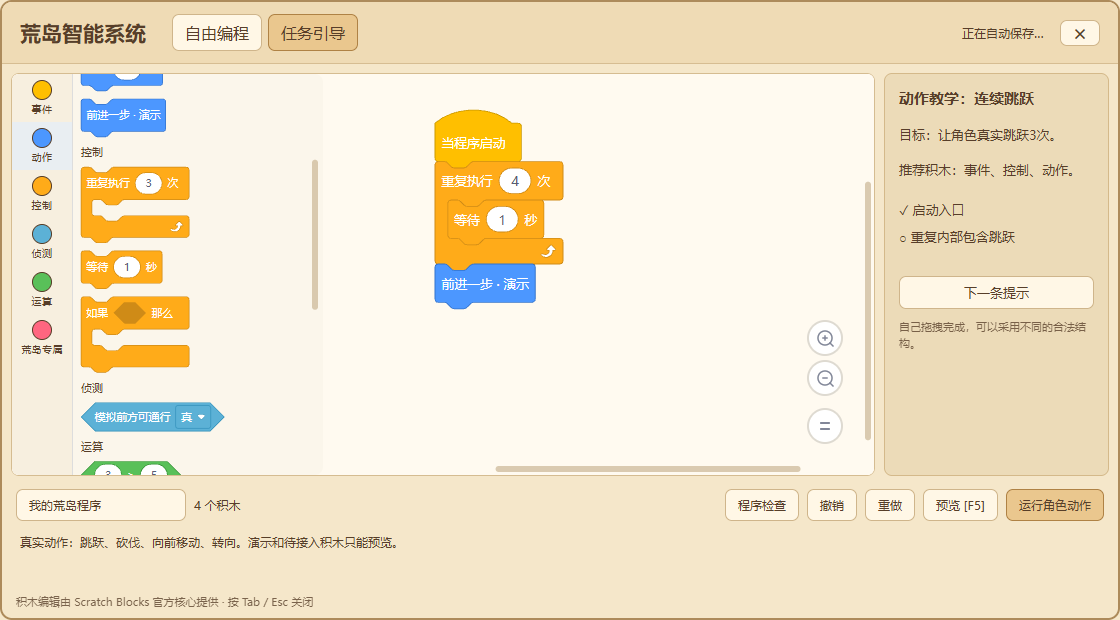 荒岛智能系统
自由编程
任务引导
正在自动保存...
事件
动作
控制
侦测
运算
荒岛专属
前进一步 · 演示
控制
重复执行 3 次
等待 1 秒
如果 那么
侦测
模拟前方可通行 真
运算
3 > 5
当程序启动
重复执行 4 次
等待 1 秒
前进一步 · 演示
动作教学：连续跳跃
目标：让角色真实跳跃3次。
推荐积木：事件、控制、动作。
✓ 启动入口
○ 重复内部包含跳跃
下一条提示
自己拖拽完成，可以采用不同的合法结
构。
我的荒岛程序
4 个积木
程序检查
撤销
重做
预览 [F5]
运行角色动作
真实动作：跳跃、砍伐、向前移动、转向。演示和待接入积木只能预览。
积木编辑由 Scratch Blocks 官方核心提供 · 按 Tab / Esc 关闭